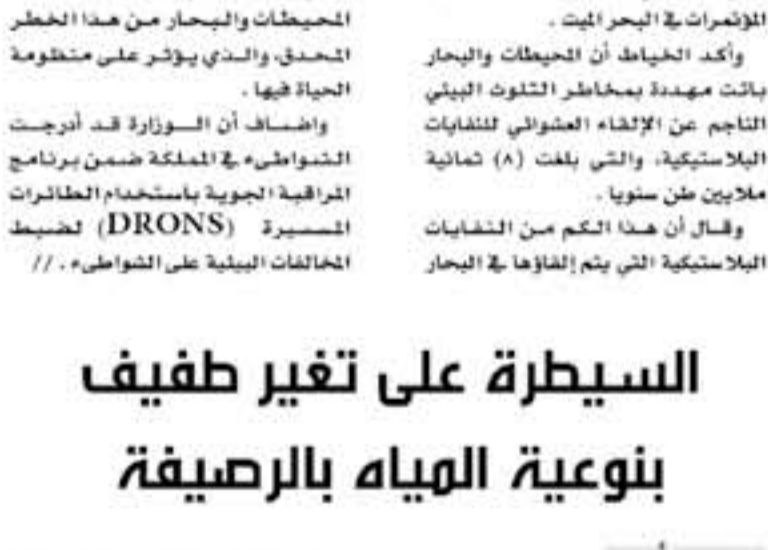 المؤتمرات في البحر الميت .
وأكد الخياط أن المحيطات والبحار
باتت مهددة بمخاطر التلوث البيئي
الناجم عن الإلقاء العشوائي للنفايات
البلاستيكية، والتي بلغت (٨) ثمانية
ملايين طن سنويا .
وقال أن هذا الكم من النفايات
البلاستيكية التي يتم إلقاؤها في البحار
المحيطات والبحار من هذا الخطر
المحدق، والذي يؤثر على منظومة
الحياة فيها .
واضاف أن الوزارة قد أدرجت
الشواطىء في المملكة ضمن برنامج
المراقبة الجوية باستخدام الطائرات
المسيرة (DRONS) لضبط
المخالفات البيئية على الشواطىء . //
السيطرة على تغير طفيف
بنوعية المياه بالرصيفة